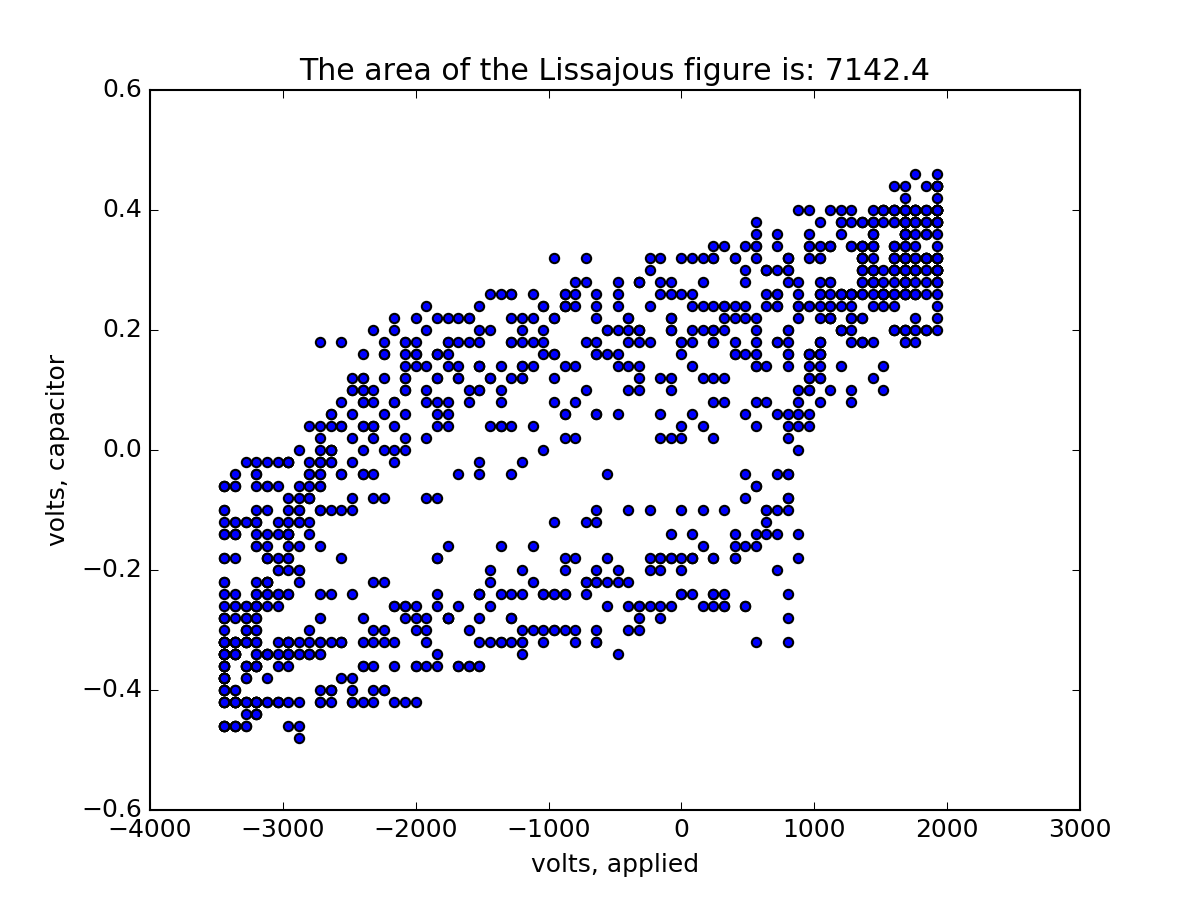 The area of the Lissajous figure is: 7142.4
0.6
0.4
0.2
0.0
−0.2
−0.4
−0.6
volts, capacitor
−4000 −3000 −2000 −1000 0 1000 2000 3000
volts, applied